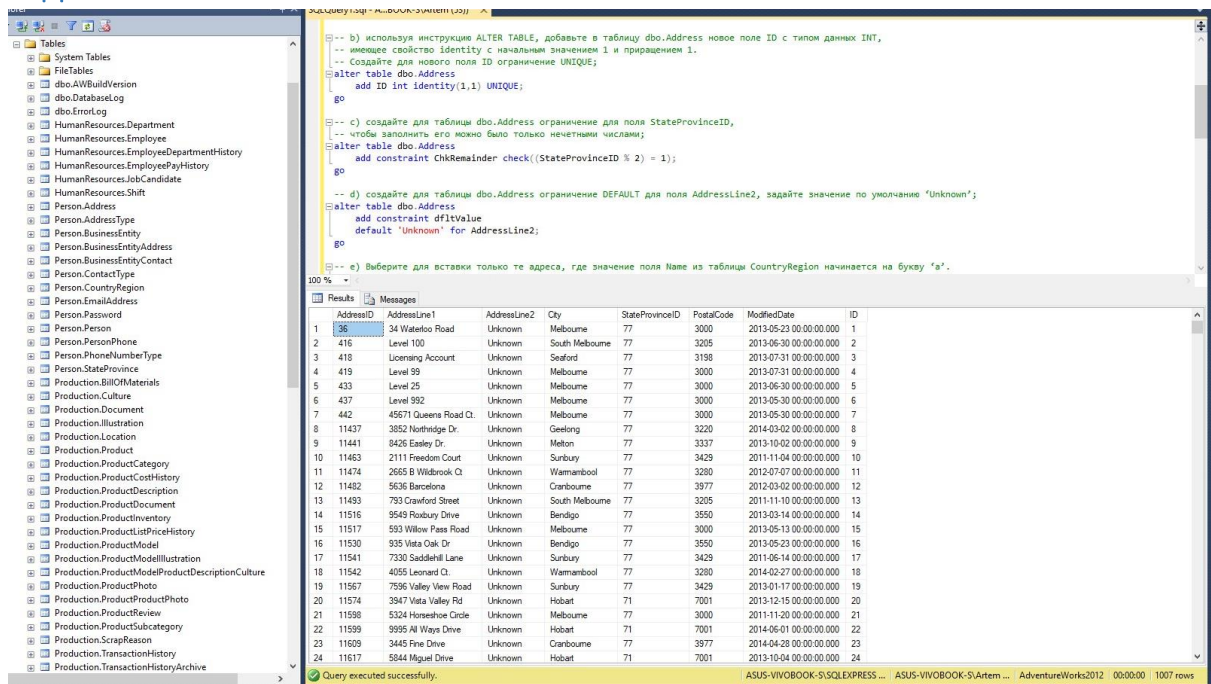 SQLQuery1.sql - A...BOOK-S\Artem (53))
Tables
System Tables
FileTables
dbo.AWBuildVersion
dbo.DatabaseLog
dbo.ErrorLog
HumanResources.Department
HumanResources.Employee
HumanResources.EmployeeDepartmentHistory
HumanResources.EmployeePayHistory
HumanResources.JobCandidate
HumanResources.Shift
Person.Address
Person.AddressType
Person.BusinessEntity
Person.BusinessEntityAddress
Person.BusinessEntityContact
Person.ContactType
Person.CountryRegion
Person.EmailAddress
Person.Password
Person.Person
Person.PersonPhone
Person.PhoneNumberType
Person.StateProvince
Production.BillOfMaterials
Production.Culture
Production.Document
Production.Illustration
Production.Location
Production.Product
Production.ProductCategory
Production.ProductCostHistory
Production.ProductDescription
Production.ProductDocument
Production.ProductInventory
Production.ProductListPriceHistory
Production.ProductModel
Production.ProductModelIllustration
Production.ProductModelProductDescriptionCulture
Production.ProductPhoto
Production.ProductProductPhoto
Production.ProductReview
Production.ProductSubcategory
Production.ScrapReason
Production.TransactionHistory
Production.TransactionHistoryArchive
-- b) используя инструкцию ALTER TABLE, добавьте в таблицу dbo.Address новое поле ID с типом данных INT,
-- имеющее свойство identity с начальным значением 1 и приращением 1.
-- Создайте для нового поля ID ограничение UNIQUE;
alter table dbo.Address
add ID int identity(1,1) UNIQUE;
go
-- c) создайте для таблицы dbo.Address ограничение для поля StateProvinceID,
-- чтобы заполнить его можно было только нечетными числами;
alter table dbo.Address
add constraint ChkRemainder check((StateProvinceID % 2) = 1);
go
-- d) создайте для таблицы dbo.Address ограничение DEFAULT для поля AddressLine2, задайте значение по умолчанию ‘Unknown’;
alter table dbo.Address
add constraint dfltValue
default 'Unknown' for AddressLine2;
go
-- e) Выберите для вставки только те адреса, где значение поля Name из таблицы CountryRegion начинается на букву ‘a’.
100 %
Results Messages
AddressID AddressLine1 AddressLine2 City StateProvinceID PostalCode ModifiedDate ID
1 36 34 Waterloo Road Unknown Melbourne 77 3000 2013-05-23 00:00:00.000 1
2 416 Level 100 Unknown South Melbourne 77 3205 2013-06-30 00:00:00.000 2
3 418 Licensing Account Unknown Seaford 77 3198 2013-07-31 00:00:00.000 3
4 419 Level 99 Unknown Melbourne 77 3000 2013-07-31 00:00:00.000 4
5 433 Level 25 Unknown Melbourne 77 3000 2013-06-30 00:00:00.000 5
6 437 Level 992 Unknown Melbourne 77 3000 2013-05-30 00:00:00.000 6
7 442 45671 Queens Road Ct. Unknown Melbourne 77 3000 2013-05-30 00:00:00.000 7
8 11437 3852 Northridge Dr. Unknown Geelong 77 3220 2014-03-02 00:00:00.000 8
9 11441 8426 Easley Dr. Unknown Melton 77 3337 2013-10-02 00:00:00.000 9
10 11463 2111 Freedom Court Unknown Sunbury 77 3429 2011-11-04 00:00:00.000 10
11 11474 2665 B Wildbrook Ct Unknown Warrnambool 77 3280 2012-07-07 00:00:00.000 11
12 11482 5636 Barcelona Unknown Cranbourne 77 3977 2012-03-02 00:00:00.000 12
13 11493 793 Crawford Street Unknown South Melbourne 77 3205 2011-11-10 00:00:00.000 13
14 11516 9549 Roxbury Drive Unknown Bendigo 77 3550 2013-03-14 00:00:00.000 14
15 11517 593 Willow Pass Road Unknown Melbourne 77 3000 2013-05-13 00:00:00.000 15
16 11530 935 Vista Oak Dr Unknown Bendigo 77 3550 2013-05-23 00:00:00.000 16
17 11541 7330 Saddlehill Lane Unknown Sunbury 77 3429 2011-06-14 00:00:00.000 17
18 11542 4055 Leonard Ct. Unknown Warrnambool 77 3280 2014-02-27 00:00:00.000 18
19 11567 7596 Valley View Road Unknown Sunbury 77 3429 2013-01-17 00:00:00.000 19
20 11574 3947 Vista Valley Rd Unknown Hobart 71 7001 2013-12-15 00:00:00.000 20
21 11598 5324 Horseshoe Circle Unknown Melbourne 77 3000 2011-11-20 00:00:00.000 21
22 11599 9995 All Ways Drive Unknown Hobart 71 7001 2014-06-01 00:00:00.000 22
23 11609 3445 Fine Drive Unknown Cranbourne 77 3977 2014-04-28 00:00:00.000 23
24 11617 5844 Miguel Drive Unknown Hobart 71 7001 2013-10-04 00:00:00.000 24
Query executed successfully. ASUS-VIVOBOOK-S\SQLEXPRESS ... ASUS-VIVOBOOK-S\Artem ... AdventureWorks2012 00:00:00 1007 rows